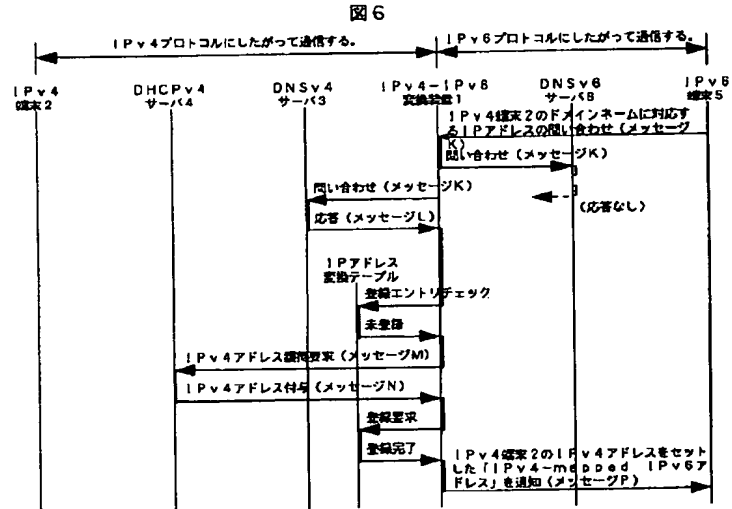 図6
IPv4プロトコルにしたがって通信する。
IPv6プロトコルにしたがって通信する。
IPv4
端末2
DHCPv4
サーバ4
DNSv4
サーバ3
IPv4-IPv6
変換装置1
DNSv6
サーバ8
IPv6
端末5
IPv4端末2のドメインネームに対応す
るIPアドレスの問い合わせ(メッセージ
K)
問い合わせ(メッセージK)
(応答なし)
問い合わせ(メッセージK)
応答(メッセージL)
IPアドレス
変換テーブル
登録エントリチェック
未登録
IPv4アドレス獲得要求(メッセージM)
IPv4アドレス付与(メッセージN)
登録要求
登録完了
IPv4端末2のIPv4アドレスをセット
した「IPv4-mapped IPv6ア
ドレス」を通知(メッセージP)